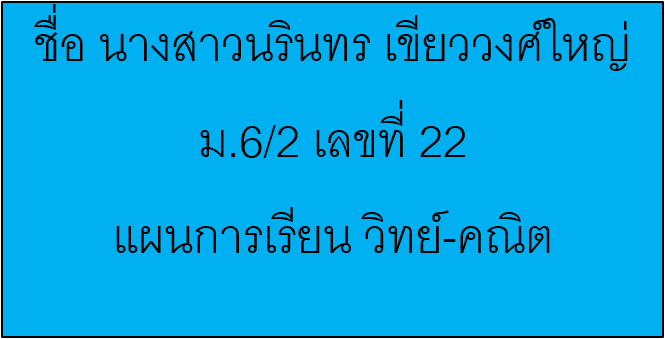 ชื่อ นางสาวนรินทร เขียววงศ์ใหญ่
ม.6/2 เลขที่ 22
แผนการเรียน วิทย์-คณิต